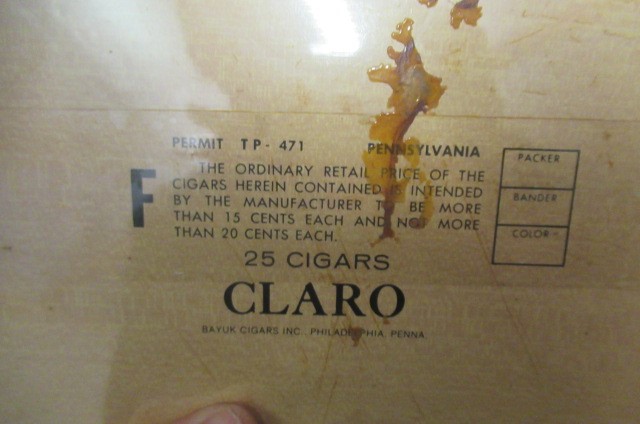 PERMIT TP-471 PENNSYLVANIA
F
THE ORDINARY RETAIL PRICE OF THE
CIGARS HEREIN CONTAINED IS INTENDED
BY THE MANUFACTURER TO BE MORE
THAN 15 CENTS EACH AND NOT MORE
THAN 20 CENTS EACH.
PACKER
BANDER
COLOR -
25 CIGARS
CLARO
BAYUK CIGARS INC., PHILADELPHIA, PENNA.